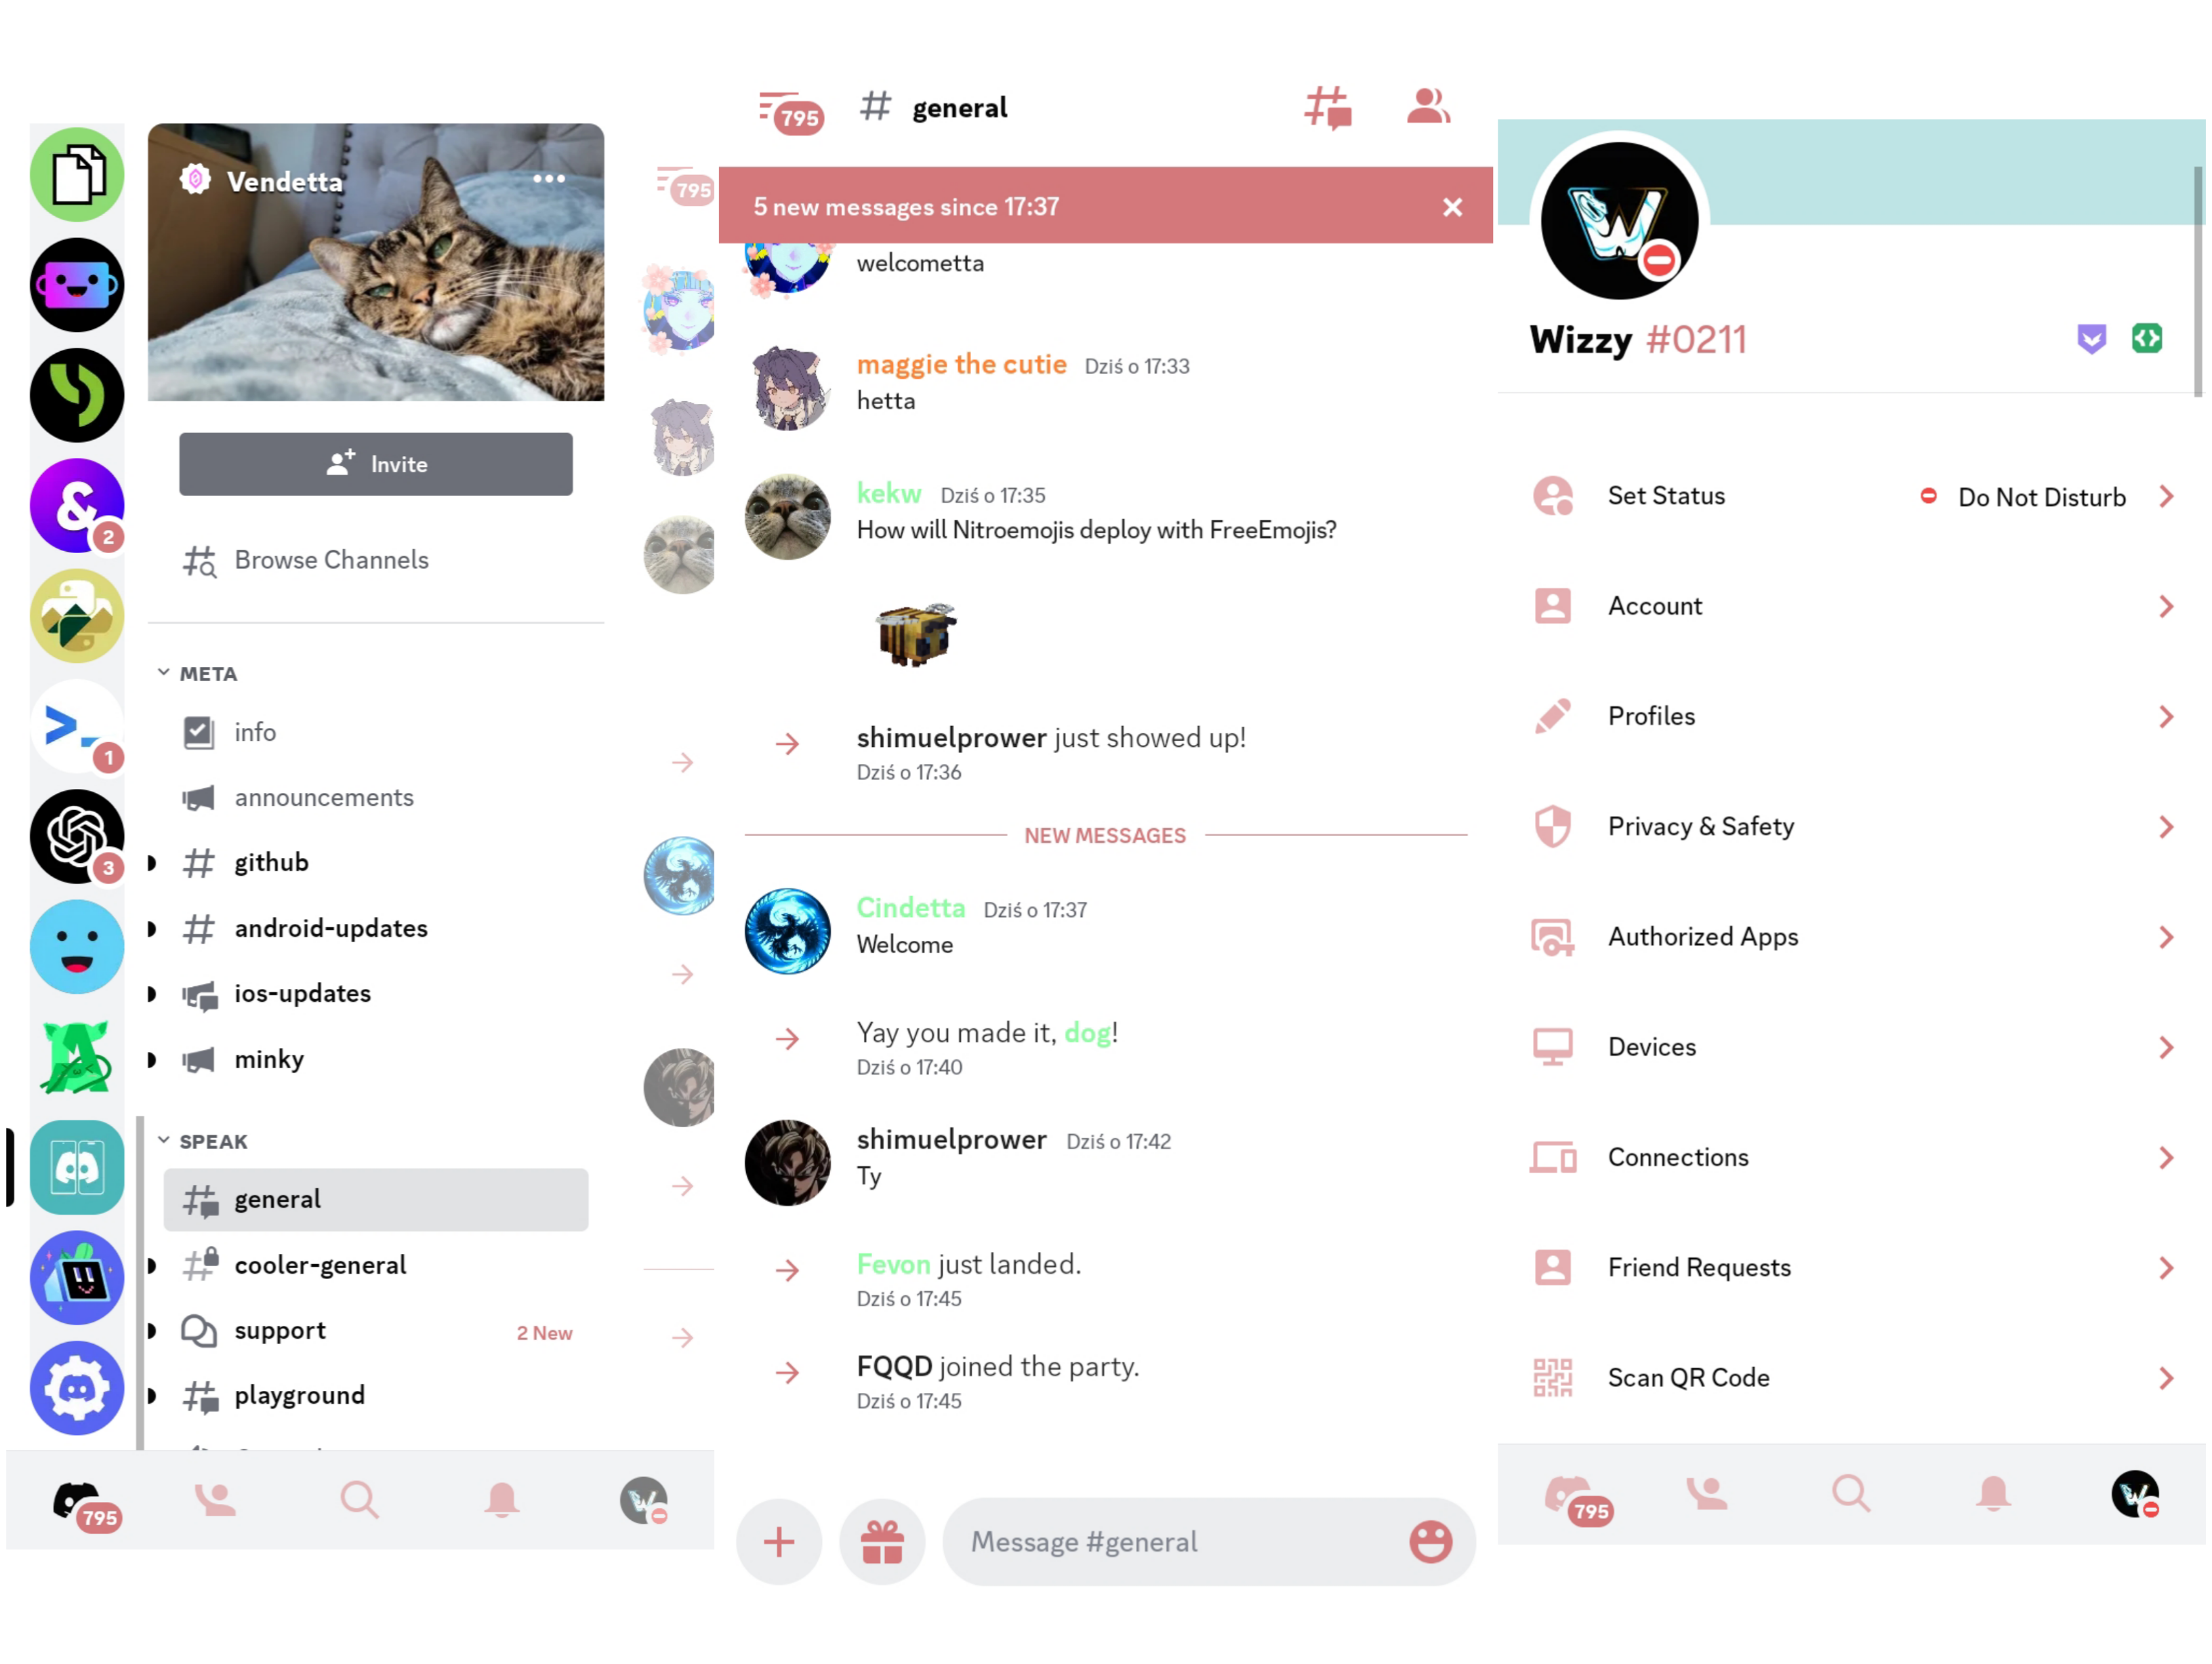 Vendetta
Invite
Browse Channels
META
info
announcements
github
android-updates
ios-updates
minky
SPEAK
general
cooler-general
support
2 New
playground
2
1
3
795
795
795
# general
5 new messages since 17:37
welcometta
maggie the cutie Dziś o 17:33
hetta
kekw Dziś o 17:35
How will Nitroemojis deploy with FreeEmojis?
shimuelprower just showed up!
Dziś o 17:36
NEW MESSAGES
Cindetta Dziś o 17:37
Welcome
Yay you made it, dog!
Dziś o 17:40
shimuelprower Dziś o 17:42
Ty
Fevon just landed.
Dziś o 17:45
FQQD joined the party.
Dziś o 17:45
Message #general
Wizzy #0211
Set Status
Do Not Disturb
Account
Profiles
Privacy & Safety
Authorized Apps
Devices
Connections
Friend Requests
Scan QR Code
795